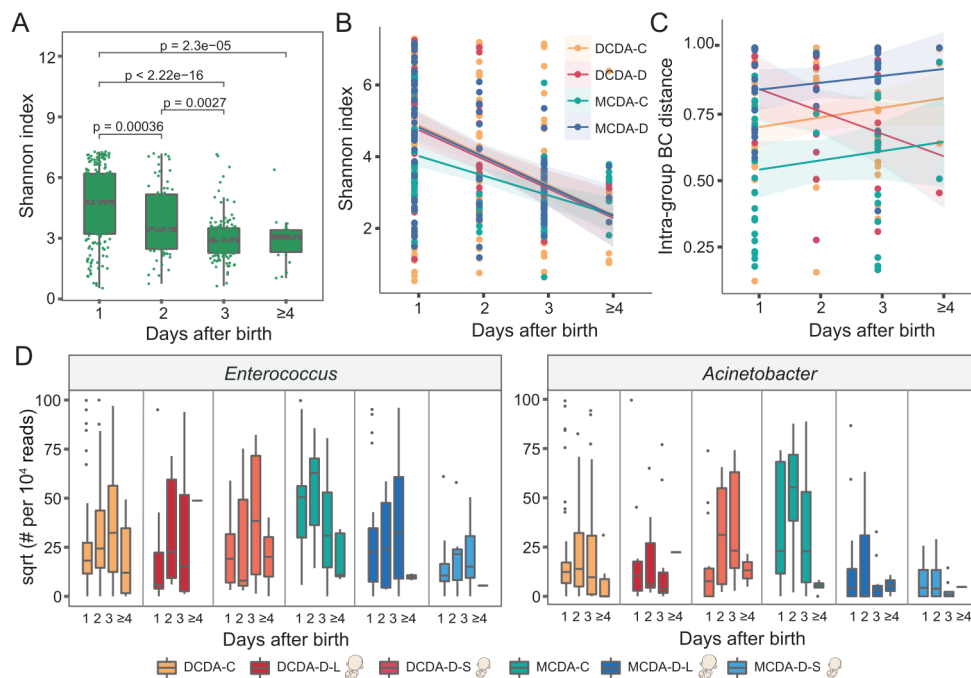 A
Shannon index
12
9
6
3
0
p = 2.3e−05
p < 2.22e−16
p = 0.0027
p = 0.00036
1 2 3 ≥4
Days after birth
B
Shannon index
6
4
2
DCDA-C
DCDA-D
MCDA-C
MCDA-D
1 2 3 ≥4
Days after birth
C
Intra-group BC distance
1.00
0.75
0.50
0.25
1 2 3 ≥4
Days after birth
D
Enterococcus
Acinetobacter
sqrt (# per 10⁴ reads)
100
75
50
25
0
1 2 3 ≥4 1 2 3 ≥4 1 2 3 ≥4 1 2 3 ≥4 1 2 3 ≥4 1 2 3 ≥4
Days after birth
100
75
50
25
0
1 2 3 ≥4 1 2 3 ≥4 1 2 3 ≥4 1 2 3 ≥4 1 2 3 ≥4 1 2 3 ≥4
Days after birth
DCDA-C DCDA-D-L DCDA-D-S MCDA-C MCDA-D-L MCDA-D-S